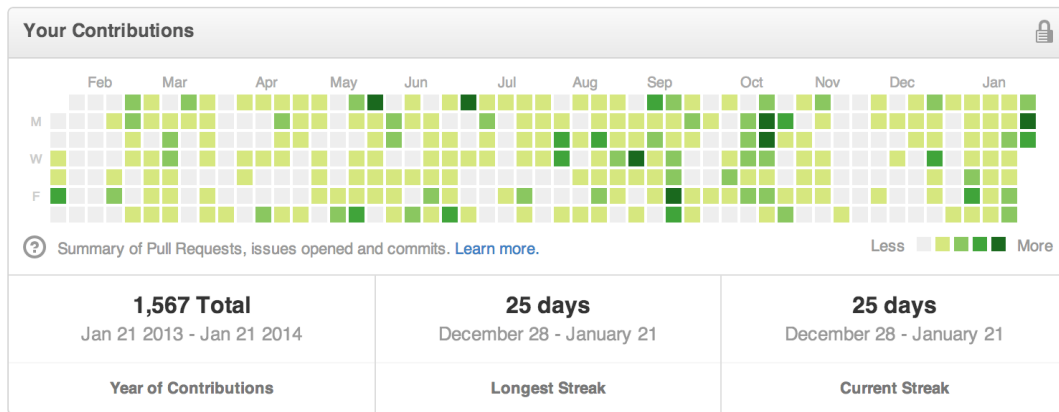 Your Contributions
Feb Mar Apr May Jun Jul Aug Sep Oct Nov Dec Jan
M
W
F
? Summary of Pull Requests, issues opened and commits. Learn more.
Less More
1,567 Total
Jan 21 2013 - Jan 21 2014
Year of Contributions
25 days
December 28 - January 21
Longest Streak
25 days
December 28 - January 21
Current Streak